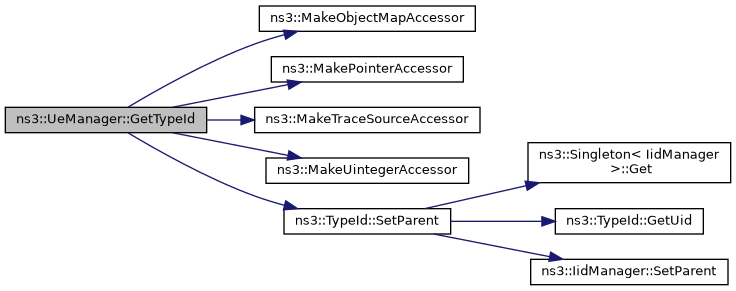 ns3::MakeObjectMapAccessor
ns3::MakePointerAccessor
ns3::UeManager::GetTypeId
ns3::MakeTraceSourceAccessor
ns3::MakeUintegerAccessor
ns3::Singleton< IidManager
>::Get
ns3::TypeId::SetParent
ns3::TypeId::GetUid
ns3::IidManager::SetParent